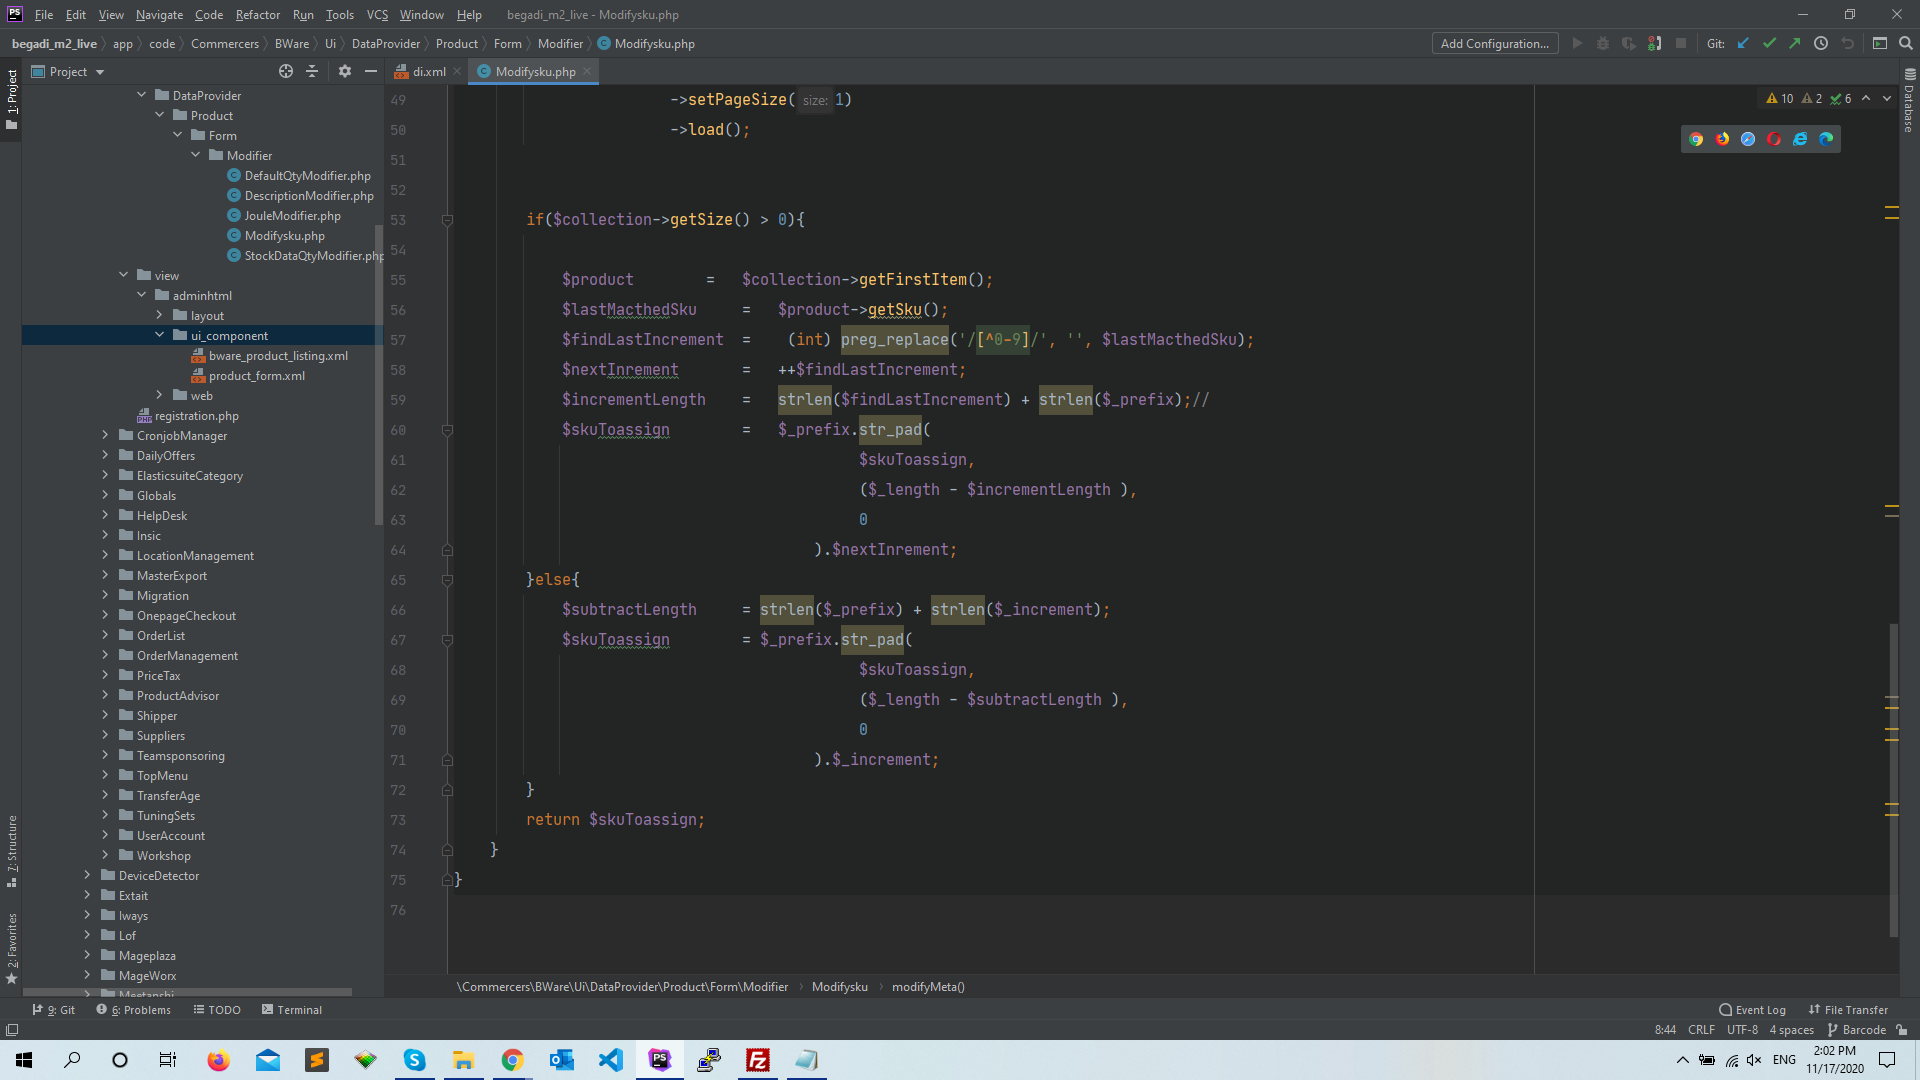 File Edit View Navigate Code Refactor Run Tools VCS Window Help begadi_m2_live - Modifysku.php
begadi_m2_live app code Commercers BWare Ui DataProvider Product Form Modifier Modifysku.php Add Configuration... Git:
Project di.xml Modifysku.php
1: Project
DataProvider
Product
Form
Modifier
DefaultQtyModifier.php
DescriptionModifier.php
JouleModifier.php
Modifysku.php
StockDataQtyModifier.php
view
adminhtml
layout
ui_component
bware_product_listing.xml
product_form.xml
web
registration.php
CronjobManager
DailyOffers
ElasticsuiteCategory
Globals
HelpDesk
Insic
LocationManagement
MasterExport
Migration
OnepageCheckout
OrderList
OrderManagement
PriceTax
ProductAdvisor
Shipper
Suppliers
Teamsponsoring
TopMenu
TransferAge
TuningSets
UserAccount
Workshop
DeviceDetector
Extait
Iways
Lof
Mageplaza
MageWorx
Meetanshi
7: Structure
2: Favorites
49 ->setPageSize( size: 1)
50 ->load();
51
52
53 if($collection->getSize() > 0){
54
55 $product = $collection->getFirstItem();
56 $lastMacthedSku = $product->getSku();
57 $findLastIncrement = (int) preg_replace('/[^0-9]/', '', $lastMacthedSku);
58 $nextInrement = ++$findLastIncrement;
59 $incrementLength = strlen($findLastIncrement) + strlen($_prefix);//
60 $skuToassign = $_prefix.str_pad(
61 $skuToassign,
62 ($_length - $incrementLength ),
63 0
64 ).$nextInrement;
65 }else{
66 $subtractLength = strlen($_prefix) + strlen($_increment);
67 $skuToassign = $_prefix.str_pad(
68 $skuToassign,
69 ($_length - $subtractLength ),
70 0
71 ).$_increment;
72 }
73 return $skuToassign;
74 }
75 }
76
10 2 6
Database
\Commercers\BWare\Ui\DataProvider\Product\Form\Modifier Modifysku modifyMeta()
9: Git 6: Problems TODO Terminal Event Log File Transfer
8:44 CRLF UTF-8 4 spaces Barcode
ENG 2:02 PM
11/17/2020